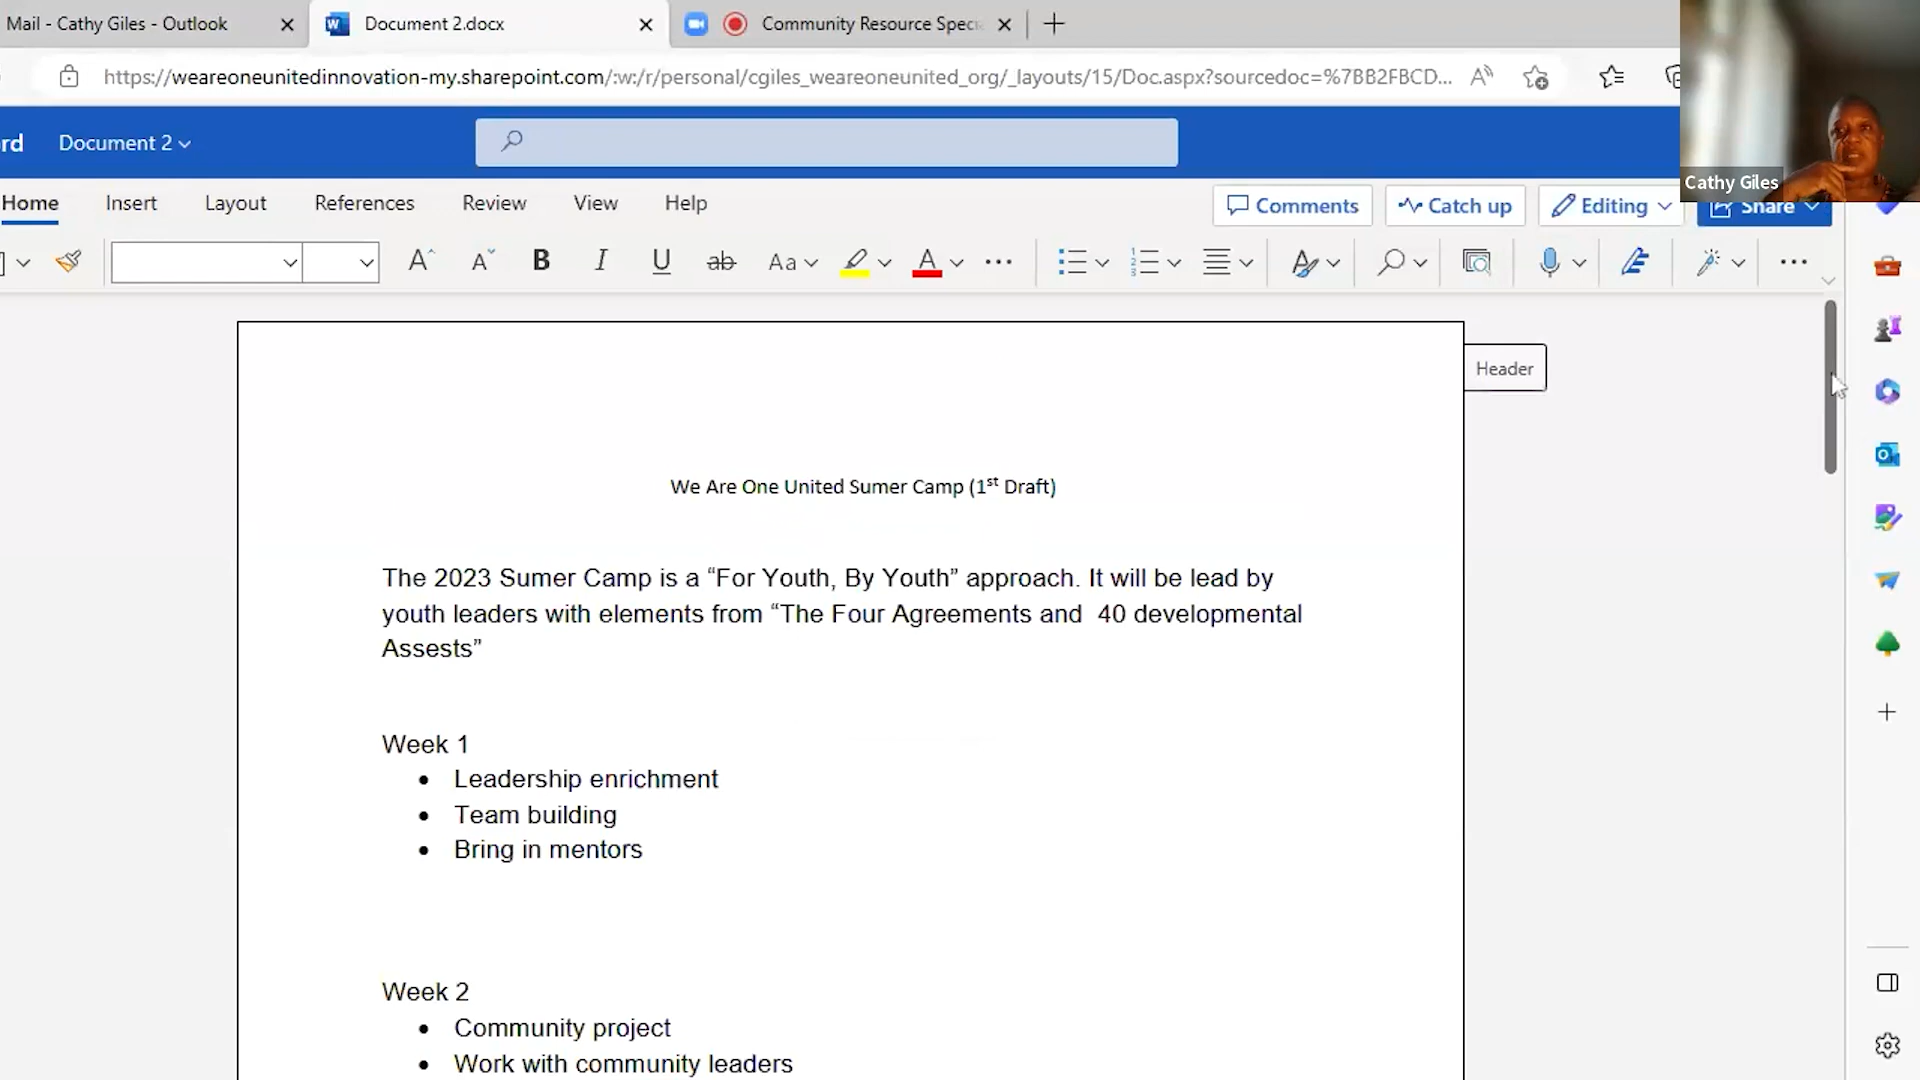 Mail - Cathy Giles - Outlook
Document 2.docx
Community Resource Speci
https://weareoneunitedinnovation-my.sharepoint.com/:w:/r/personal/cgiles_weareoneunited_org/_layouts/15/Doc.aspx?sourcedoc=%7BB2FBCD...
rd
Document 2
Home Insert Layout References Review View Help
Comments Catch up Editing Share
Cathy Giles
Header
We Are One United Sumer Camp (1st Draft)
The 2023 Sumer Camp is a “For Youth, By Youth” approach. It will be lead by
youth leaders with elements from “The Four Agreements and  40 developmental
Assests”
Week 1
• Leadership enrichment
• Team building
• Bring in mentors
Week 2
• Community project
• Work with community leaders